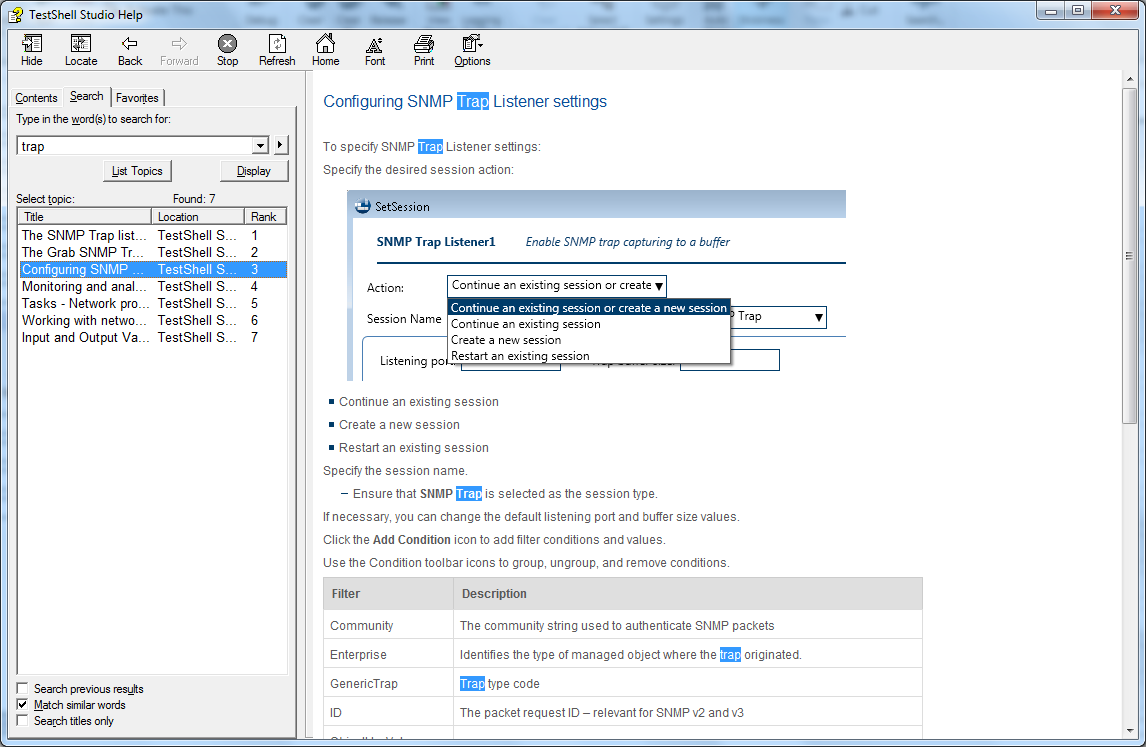 TestShell Studio Help
Hide Locate Back Forward Stop Refresh Home Font Print Options
Contents Search Favorites
Type in the word(s) to search for:
trap
List Topics Display
Select topic: Found: 7
Title Location Rank
The SNMP Trap list... TestShell S... 1
The Grab SNMP Tr... TestShell S... 2
Configuring SNMP ... TestShell S... 3
Monitoring and anal... TestShell S... 4
Tasks - Network pro... TestShell S... 5
Working with netwo... TestShell S... 6
Input and Output Va... TestShell S... 7
Search previous results
Match similar words
Search titles only
Configuring SNMP Trap Listener settings
To specify SNMP Trap Listener settings:
Specify the desired session action:
SetSession
SNMP Trap Listener1 Enable SNMP trap capturing to a buffer
Action: Continue an existing session or create
Continue an existing session or create a new session
Session Name Trap
Continue an existing session
Create a new session
Restart an existing session
Listening
Continue an existing session
Create a new session
Restart an existing session
Specify the session name.
– Ensure that SNMP Trap is selected as the session type.
If necessary, you can change the default listening port and buffer size values.
Click the Add Condition icon to add filter conditions and values.
Use the Condition toolbar icons to group, ungroup, and remove conditions.
Filter Description
Community The community string used to authenticate SNMP packets
Enterprise Identifies the type of managed object where the trap originated.
GenericTrap Trap type code
ID The packet request ID – relevant for SNMP v2 and v3